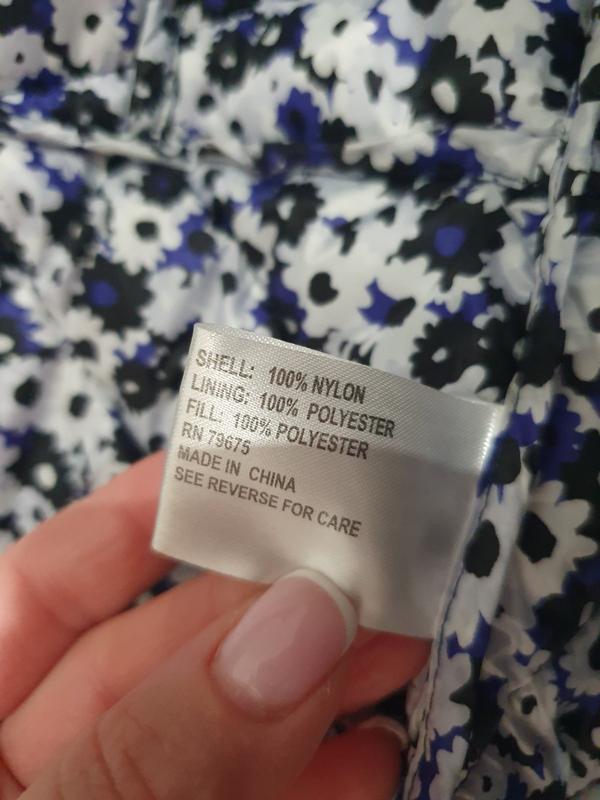 SHELL: 100% NYLON
LINING: 100% POLYESTER
FILL: 100% POLYESTER
RN 79675
MADE IN CHINA
SEE REVERSE FOR CARE